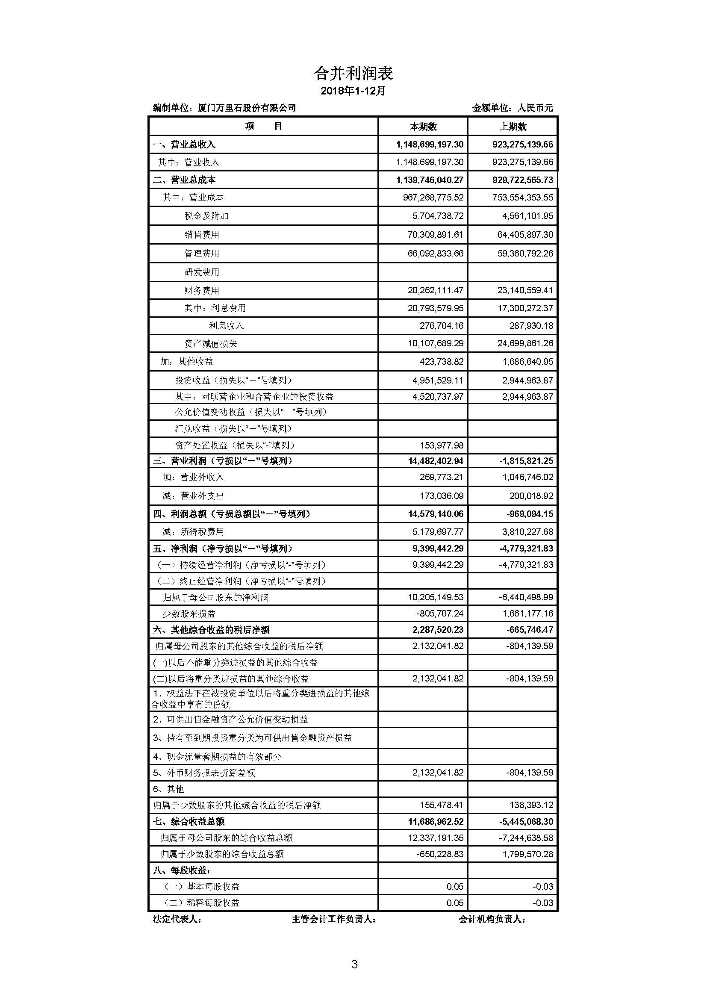 合并利润表
2018年1-12月
编制单位：厦门万里石股份有限公司 金额单位：人民币元
项 目 本期数 上期数
一、营业总收入 1,148,699,197.30 923,275,139.66
其中：营业收入 1,148,699,197.30 923,275,139.66
二、营业总成本 1,139,746,040.27 929,722,565.73
其中：营业成本 967,268,775.52 753,554,353.55
税金及附加 5,704,738.72 4,561,101.95
销售费用 70,309,891.61 64,405,897.30
管理费用 66,092,833.66 59,360,792.26
研发费用
财务费用 20,262,111.47 23,140,559.41
其中：利息费用 20,793,579.95 17,300,272.37
利息收入 276,704.16 287,930.18
资产减值损失 10,107,689.29 24,699,861.26
加：其他收益 423,738.82 1,686,640.95
投资收益（损失以“－”号填列） 4,951,529.11 2,944,963.87
其中：对联营企业和合营企业的投资收益 4,520,737.97 2,944,963.87
公允价值变动收益（损失以“－”号填列）
汇兑收益（损失以“－”号填列）
资产处置收益（损失以“-”填列） 153,977.98
三、营业利润（亏损以“－”号填列） 14,482,402.94 -1,815,821.25
加：营业外收入 269,773.21 1,046,746.02
减：营业外支出 173,036.09 200,018.92
四、利润总额（亏损总额以“－”号填列） 14,579,140.06 -969,094.15
减：所得税费用 5,179,697.77 3,810,227.68
五、净利润（净亏损以“－”号填列） 9,399,442.29 -4,779,321.83
（一）持续经营净利润（净亏损以“-”号填列） 9,399,442.29 -4,779,321.83
（二）终止经营净利润（净亏损以“-”号填列）
归属于母公司股东的净利润 10,205,149.53 -6,440,498.99
少数股东损益 -805,707.24 1,661,177.16
六、其他综合收益的税后净额 2,287,520.23 -665,746.47
归属母公司股东的其他综合收益的税后净额 2,132,041.82 -804,139.59
(一)以后不能重分类进损益的其他综合收益
(二)以后将重分类进损益的其他综合收益 2,132,041.82 -804,139.59
1、权益法下在被投资单位以后将重分类进损益的其他综
合收益中享有的份额
2、可供出售金融资产公允价值变动损益
3、持有至到期投资重分类为可供出售金融资产损益
4、现金流量套期损益的有效部分
5、外币财务报表折算差额 2,132,041.82 -804,139.59
6、其他
归属于少数股东的其他综合收益的税后净额 155,478.41 138,393.12
七、综合收益总额 11,686,962.52 -5,445,068.30
归属于母公司股东的综合收益总额 12,337,191.35 -7,244,638.58
归属于少数股东的综合收益总额 -650,228.83 1,799,570.28
八、每股收益：
（一）基本每股收益 0.05 -0.03
（二）稀释每股收益 0.05 -0.03
法定代表人： 主管会计工作负责人： 会计机构负责人：
3